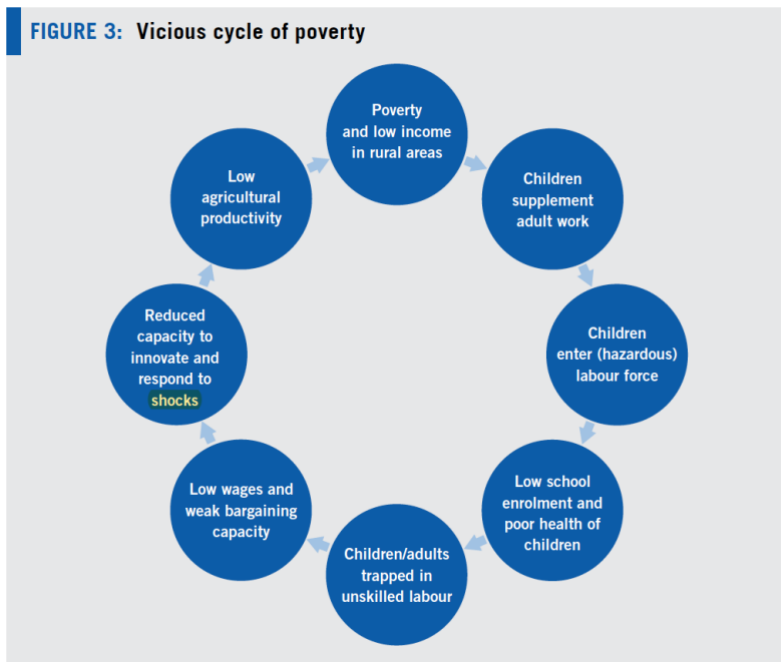 FIGURE 3: Vicious cycle of poverty
Poverty
and low income
in rural areas
Children
supplement
adult work
Children
enter (hazardous)
labour force
Low school
enrolment and
poor health of
children
Children/adults
trapped in
unskilled labour
Low wages and
weak bargaining
capacity
Reduced
capacity to
innovate and
respond to
shocks
Low
agricultural
productivity